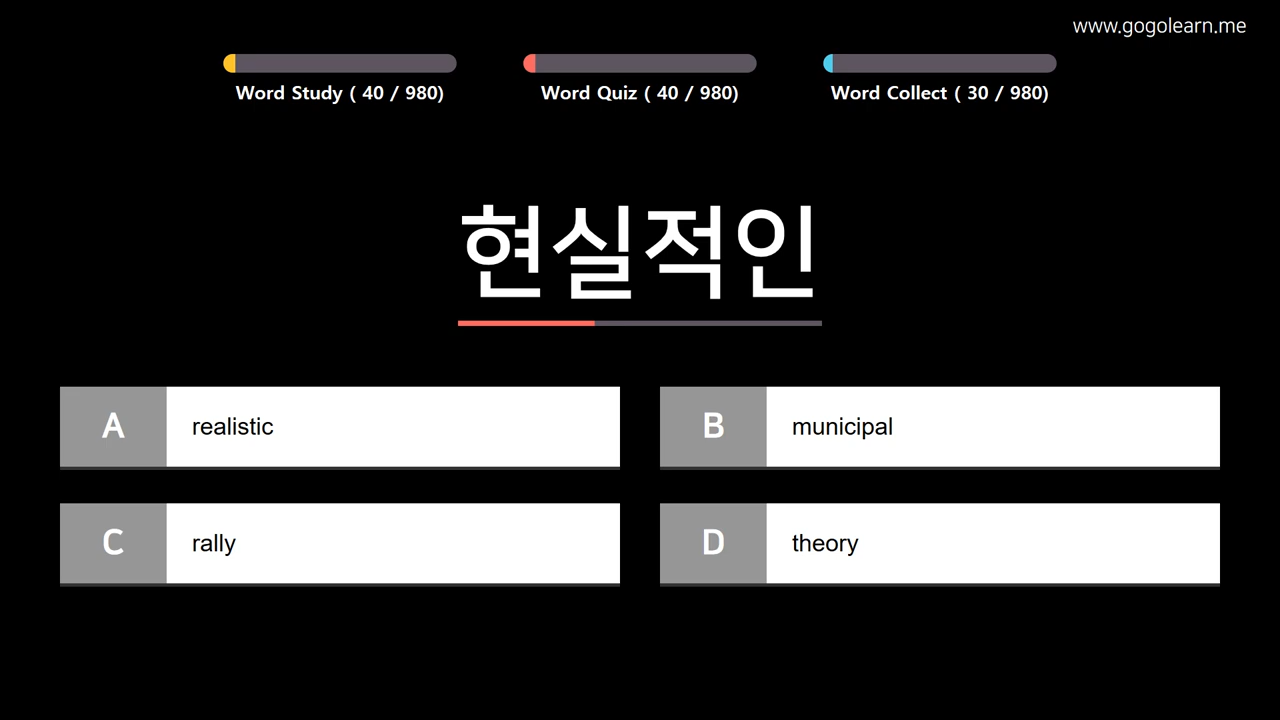 www.gogolearn.me
Word Study ( 40 / 980)
Word Quiz ( 40 / 980)
Word Collect ( 30 / 980)
현실적인
A realistic
B municipal
C rally
D theory